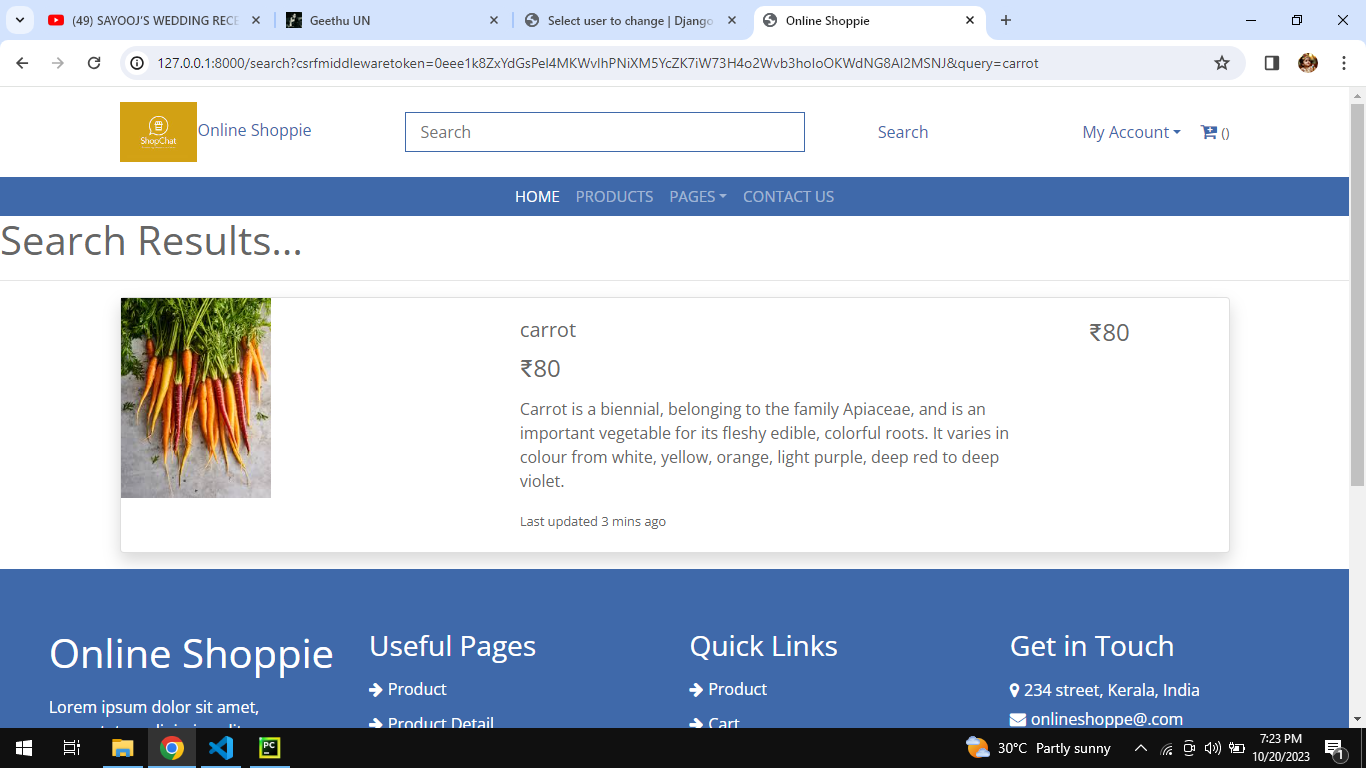 (49) SAYOOJ'S WEDDING RECE
Geethu UN
Select user to change | Django
Online Shoppie
127.0.0.1:8000/search?csrfmiddlewaretoken=0eee1k8ZxYdGsPel4MKWvlhPNiXM5YcZK7iW73H4o2Wvb3holoOKWdNG8Al2MSNJ&query=carrot
ShopChat
Online Shoppie
Search
Search
My Account
()
HOME
PRODUCTS
PAGES
CONTACT US
Search Results...
carrot
₹80
₹80
Carrot is a biennial, belonging to the family Apiaceae, and is an
important vegetable for its fleshy edible, colorful roots. It varies in
colour from white, yellow, orange, light purple, deep red to deep
violet.
Last updated 3 mins ago
Online Shoppie
Lorem ipsum dolor sit amet,
Useful Pages
Product
Product Detail
Quick Links
Product
Cart
Get in Touch
234 street, Kerala, India
onlineshoppe@.com
PC
30°C Partly sunny
7:23 PM
10/20/2023
1